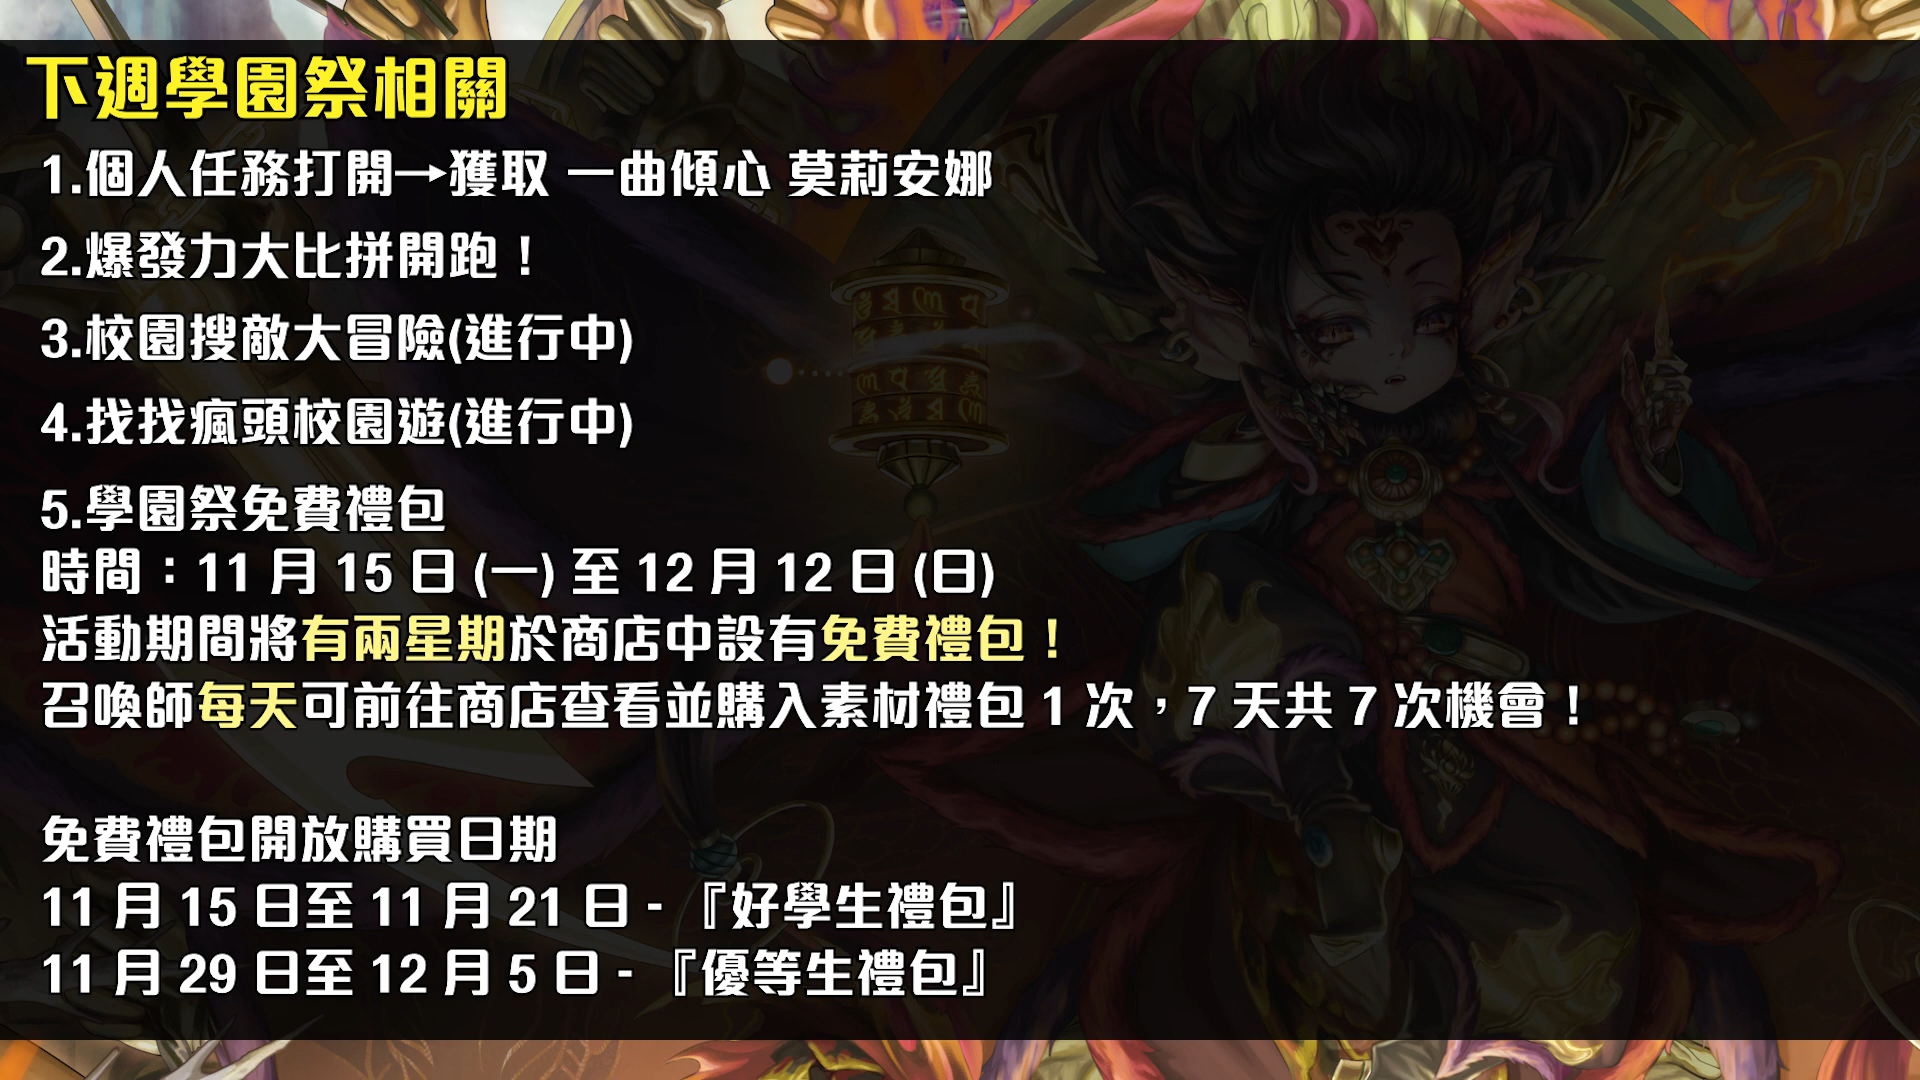 下週學園祭相關
1.個人任務打開→獲取 一曲傾心 莫莉安娜
2.爆發力大比拼開跑！
3.校園搜敵大冒險(進行中)
4.找找瘋頭校園遊(進行中)
5.學園祭免費禮包
時間：11 月 15 日 (一) 至 12 月 12 日 (日)
活動期間將有兩星期於商店中設有免費禮包！
召喚師每天可前往商店查看並購入素材禮包 1 次，7 天共 7 次機會！
免費禮包開放購買日期
11 月 15 日至 11 月 21 日 - 『好學生禮包』
11 月 29 日至 12 月 5 日 - 『優等生禮包』